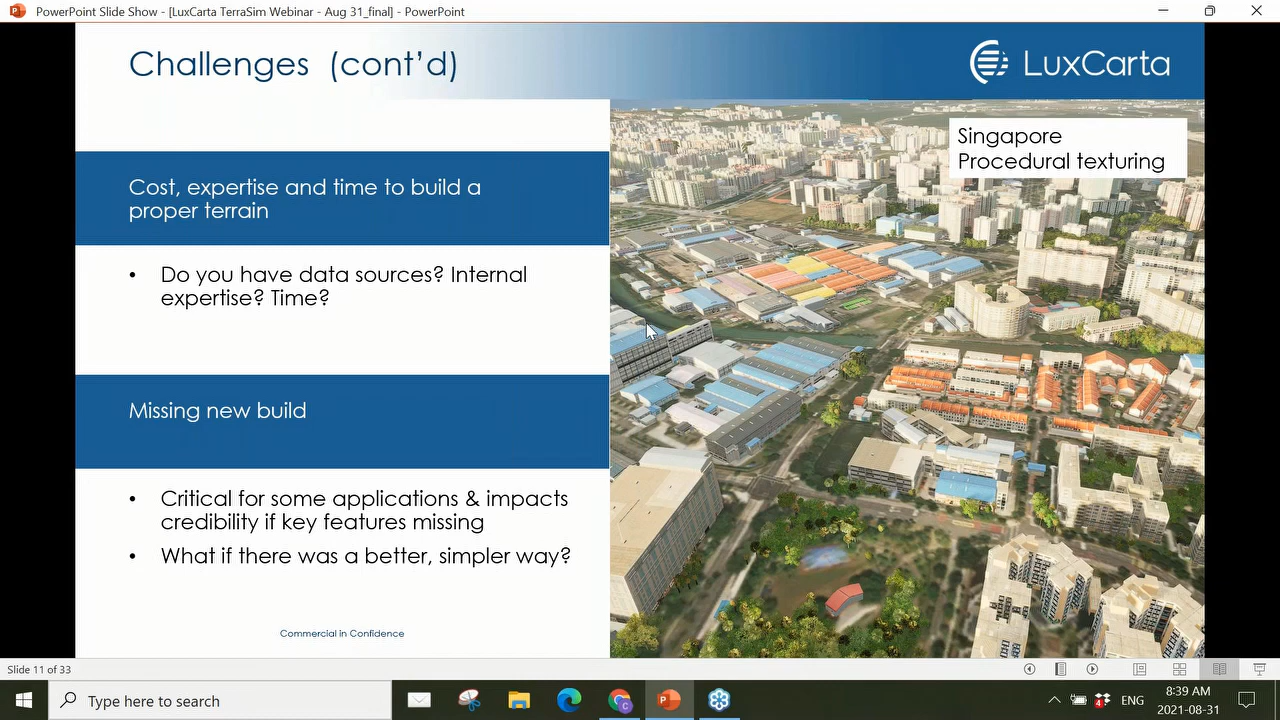 PowerPoint Slide Show - [LuxCarta TerraSim Webinar - Aug 31_final] - PowerPoint
Challenges (cont’d)
LuxCarta
Singapore
Procedural texturing
Cost, expertise and time to build a
proper terrain
• Do you have data sources? Internal
expertise? Time?
Missing new build
• Critical for some applications & impacts
credibility if key features missing
• What if there was a better, simpler way?
Commercial in Confidence
Slide 11 of 33
Type here to search
C
P
4
ENG
8:39 AM
2021-08-31